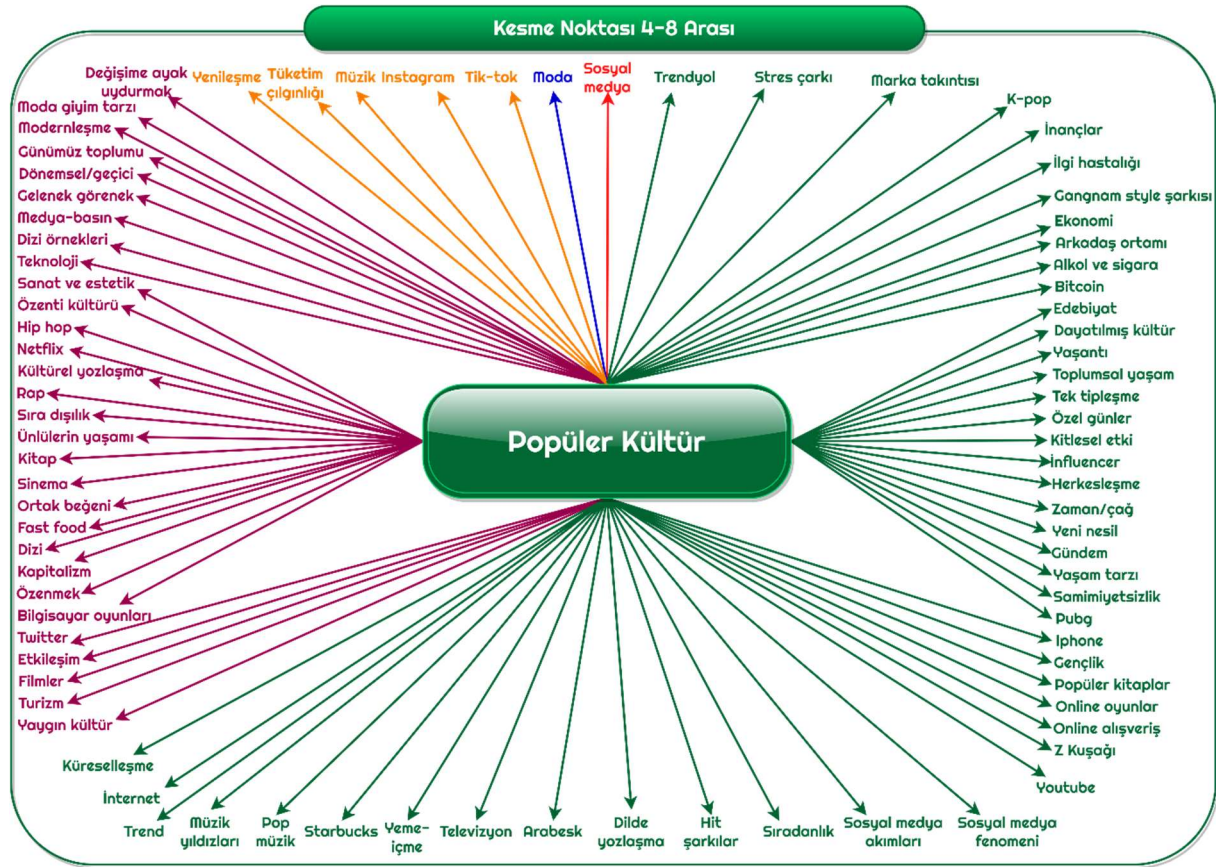 Kesme Noktası 4-8 Arası
Değişime ayak
uydurmak
Yenileşme
Tüketim
çılgınlığı
Müzik
Instagram
Tik-tok
Moda
Sosyal
medya
Trendyol
Stres çarkı
Marka takıntısı
K-pop
Moda giyim tarzı
Modernleşme
Günümüz toplumu
Dönemsel/geçici
Gelenek görenek
Medya-basın
Dizi örnekleri
Teknoloji
Sanat ve estetik
Özenti kültürü
Hip hop
Netflix
Kültürel yozlaşma
Rap
Sıra dışılık
Ünlülerin yaşamı
Kitap
Sinema
Ortak beğeni
Fast food
Dizi
Kapitalizm
Özenmek
Bilgisayar oyunları
Twitter
Etkileşim
Filmler
Turizm
Yaygın kültür
Popüler Kültür
İnançlar
İlgi hastalığı
Gangnam style şarkısı
Ekonomi
Arkadaş ortamı
Alkol ve sigara
Bitcoin
Edebiyat
Dayatılmış kültür
Yaşantı
Toplumsal yaşam
Tek tipleşme
Özel günler
Kitlesel etki
İnfluencer
Herkesleşme
Zaman/çağ
Yeni nesil
Gündem
Yaşam tarzı
Samimiyetsizlik
Pubg
Iphone
Gençlik
Popüler kitaplar
Online oyunlar
Online alışveriş
Z Kuşağı
Youtube
Küreselleşme
İnternet
Trend
Müzik
yıldızları
Pop
müzik
Starbucks
Yeme-
içme
Televizyon
Arabesk
Dilde
yozlaşma
Hit
şarkılar
Sıradanlık
Sosyal medya
akımları
Sosyal medya
fenomeni